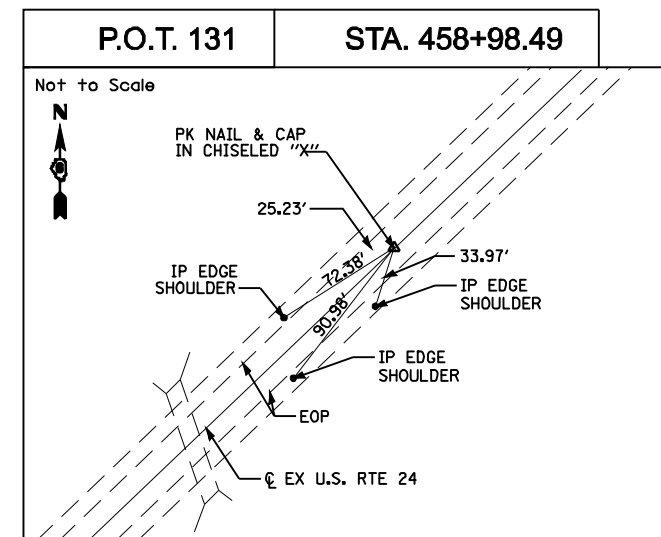 P.O.T. 131
STA. 458+98.49
Not to Scale
N
PK NAIL & CAP
IN CHISELED "X"
25.23'
72.38'
33.97'
IP EDGE
SHOULDER
IP EDGE
SHOULDER
90.98'
IP EDGE
SHOULDER
EOP
℄ EX U.S. RTE 24